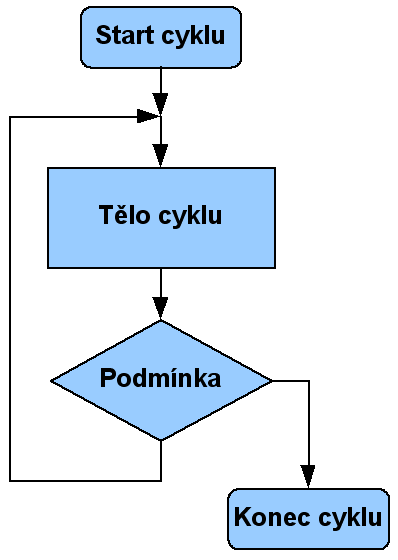 Start cyklu
Tělo cyklu
Podmínka
Konec cyklu